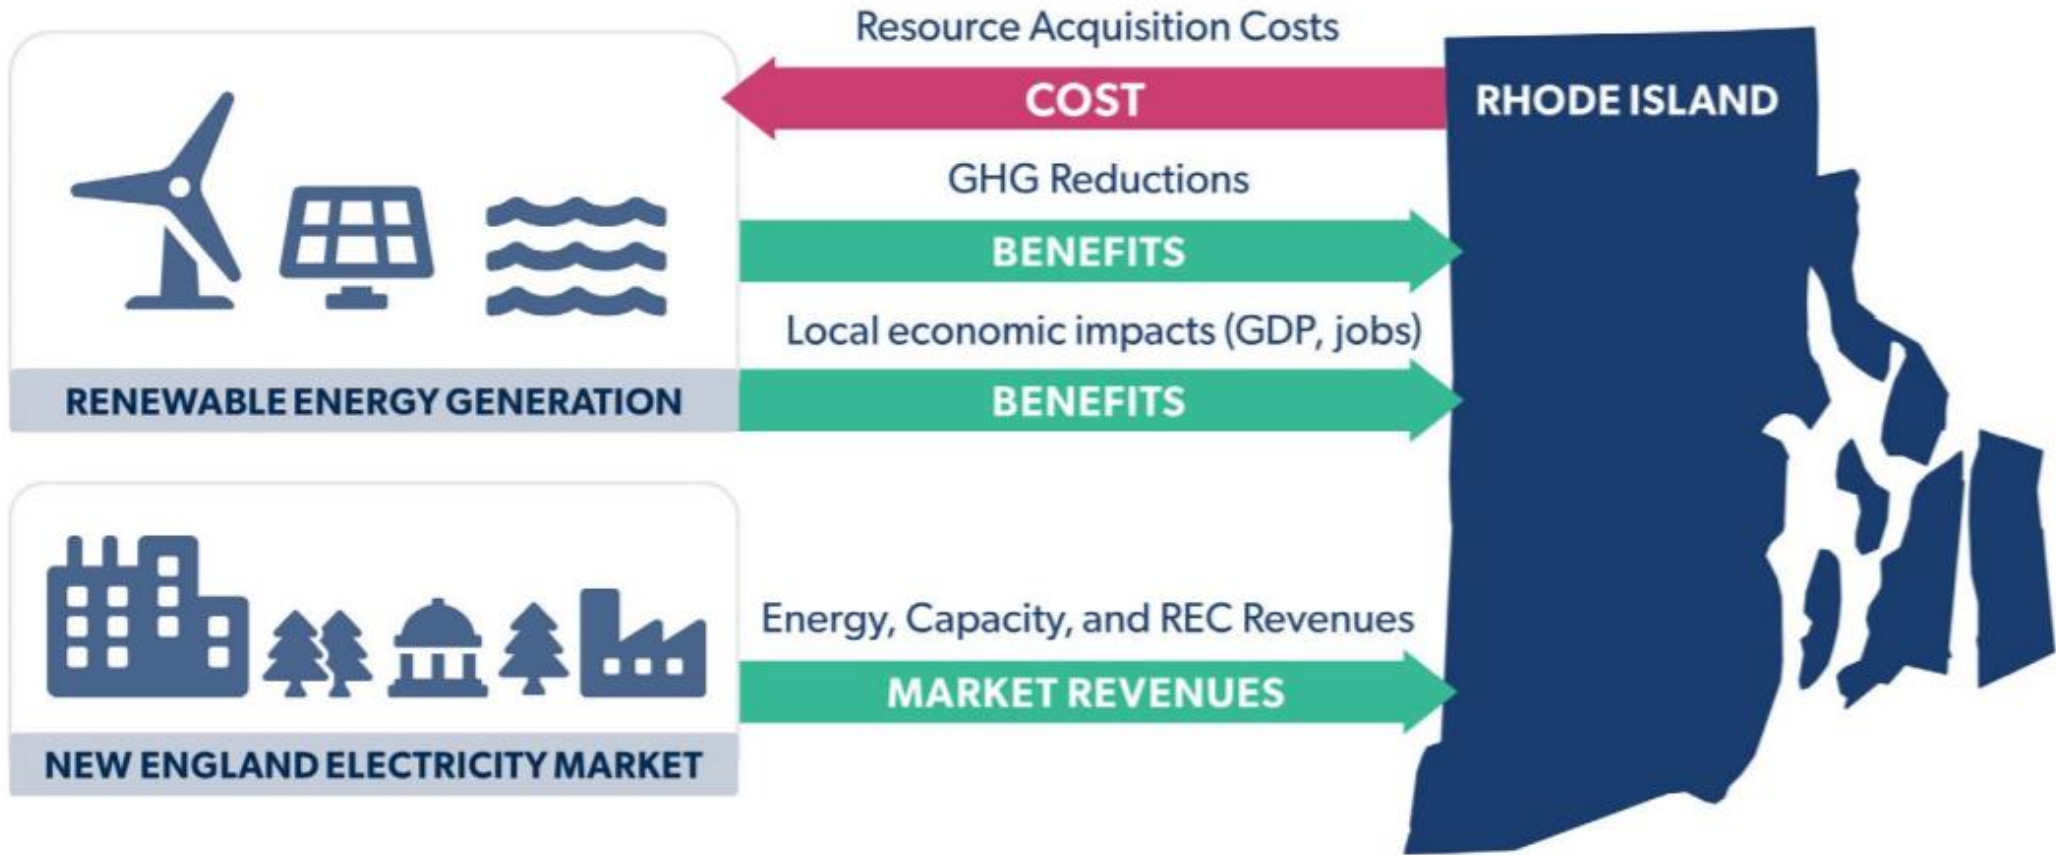 Resource Acquisition Costs
COST
RHODE ISLAND
GHG Reductions
BENEFITS
Local economic impacts (GDP, jobs)
RENEWABLE ENERGY GENERATION
BENEFITS
Energy, Capacity, and REC Revenues
MARKET REVENUES
NEW ENGLAND ELECTRICITY MARKET